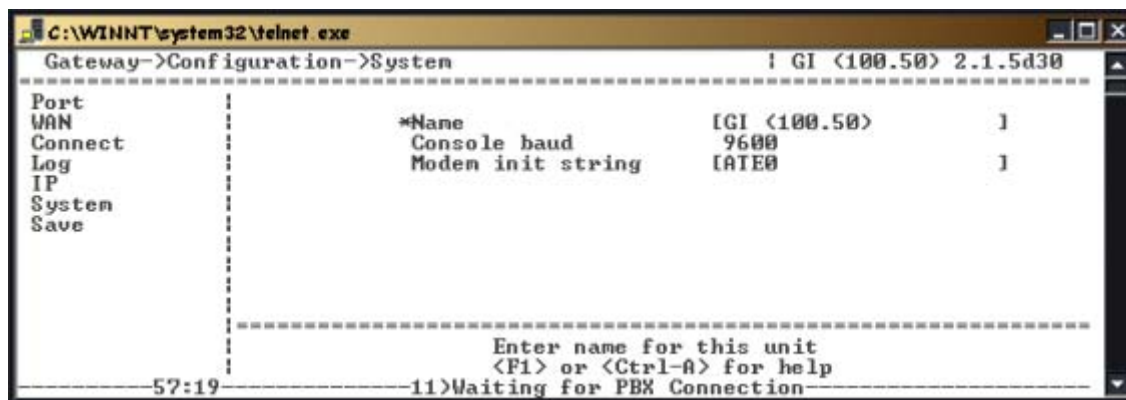 C:\WINNT\system32\telnet.exe
Gateway->Configuration->System | GI <100.50> 2.1.5d30
Port
WAN *Name [GI <100.50> ]
Connect Console baud 9600
Log Modem init string [ATE0 ]
IP
System
Save
Enter name for this unit
<F1> or <Ctrl-A> for help
57:19 11)Waiting for PBX Connection